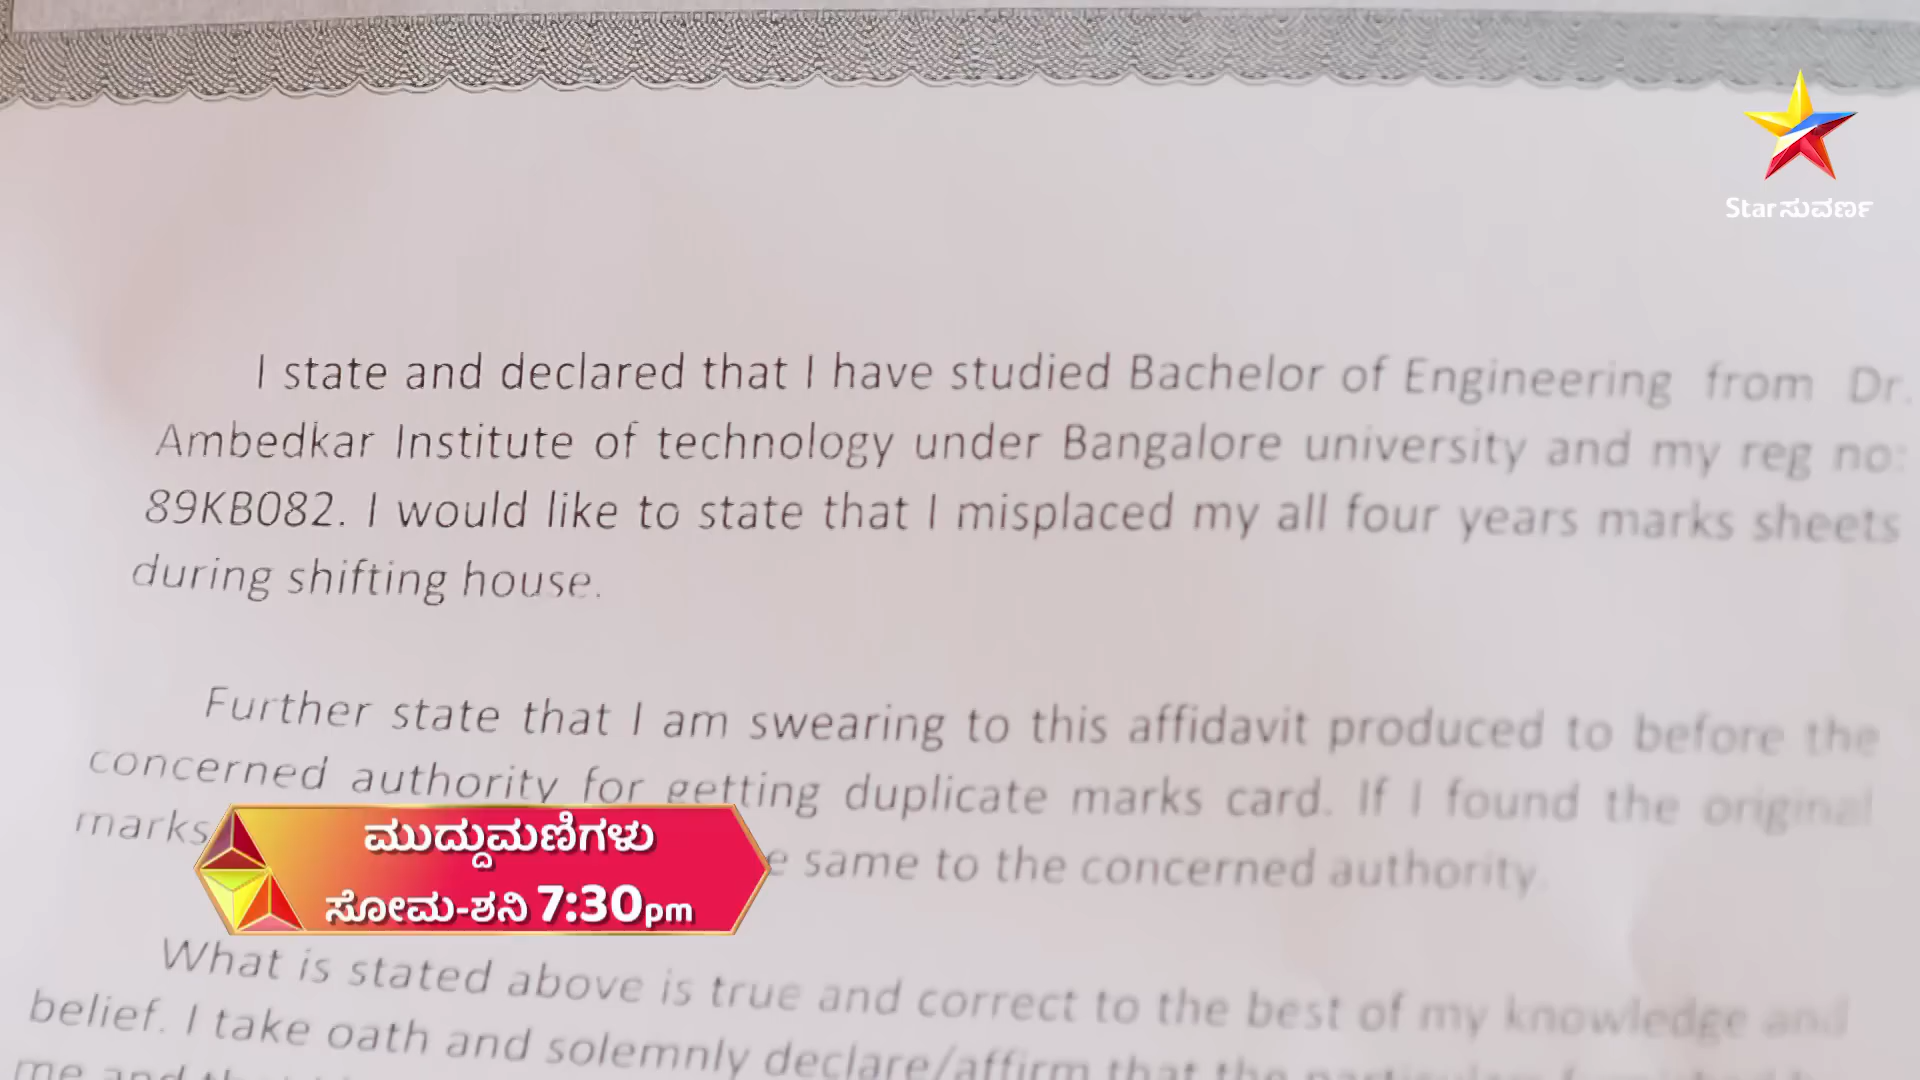 Star ಸುವರ್ಣ
I state and declared that I have studied Bachelor of Engineering from Dr.
Ambedkar Institute of technology under Bangalore university and my reg no:
89KB082. I would like to state that I misplaced my all four years marks sheets
during shifting house.
Further state that I am swearing to this affidavit produced to before the
concerned authority for getting duplicate marks card. If I found the original
marks same to the concerned authority.
ಮುದ್ದುಮಣಿಗಳು
ಸೋಮ-ಶನಿ 7:30pm
What is stated above is true and correct to the best of my knowledge and
belief. I take oath and solemnly declare/affirm that the
me and